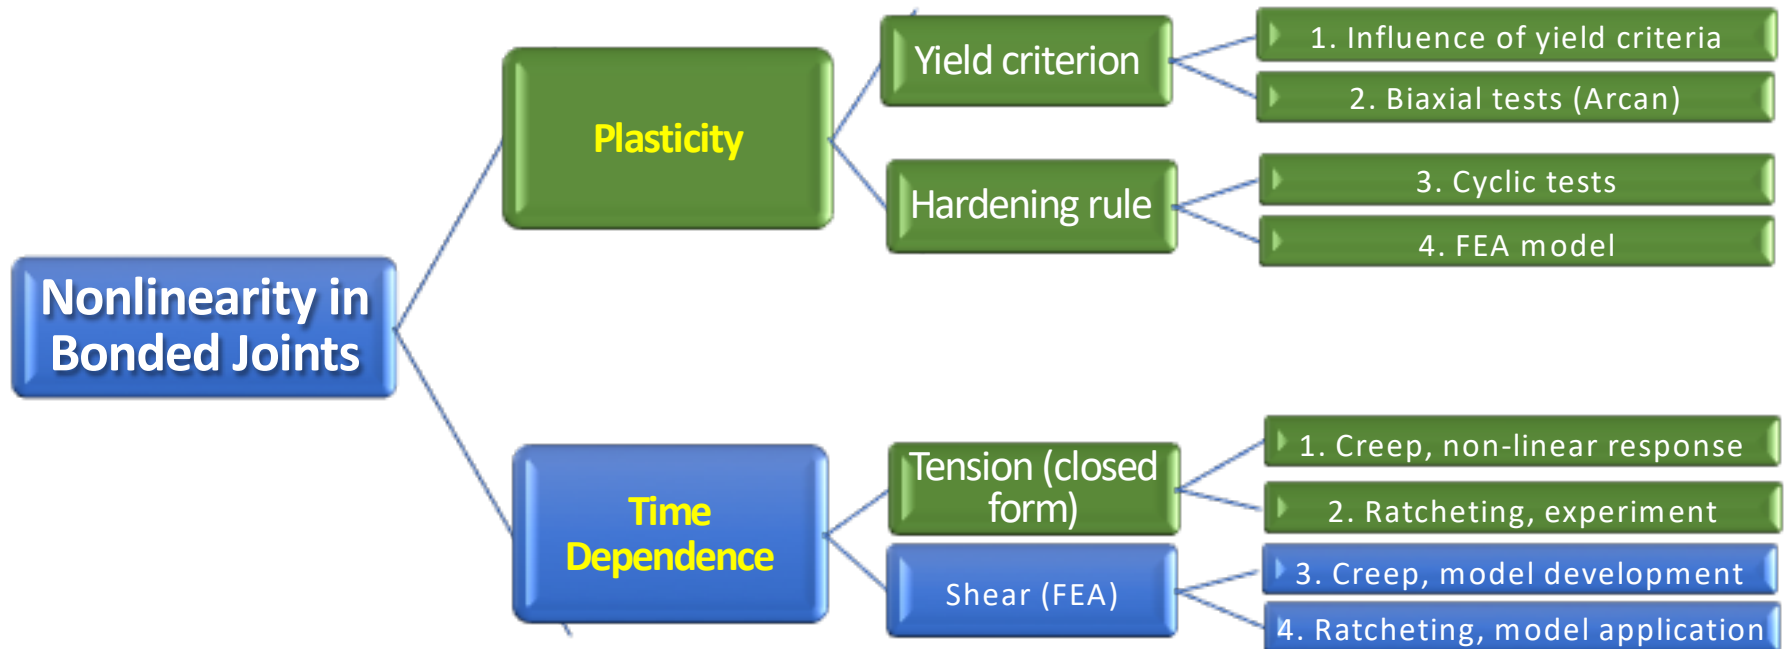 Nonlinearity in
Bonded Joints
Plasticity
Yield criterion
1. Influence of yield criteria
2. Biaxial tests (Arcan)
Hardening rule
3. Cyclic tests
4. FEA model
Time
Dependence
Tension (closed
form)
1. Creep, non-linear response
2. Ratcheting, experiment
Shear (FEA)
3. Creep, model development
4. Ratcheting, model application